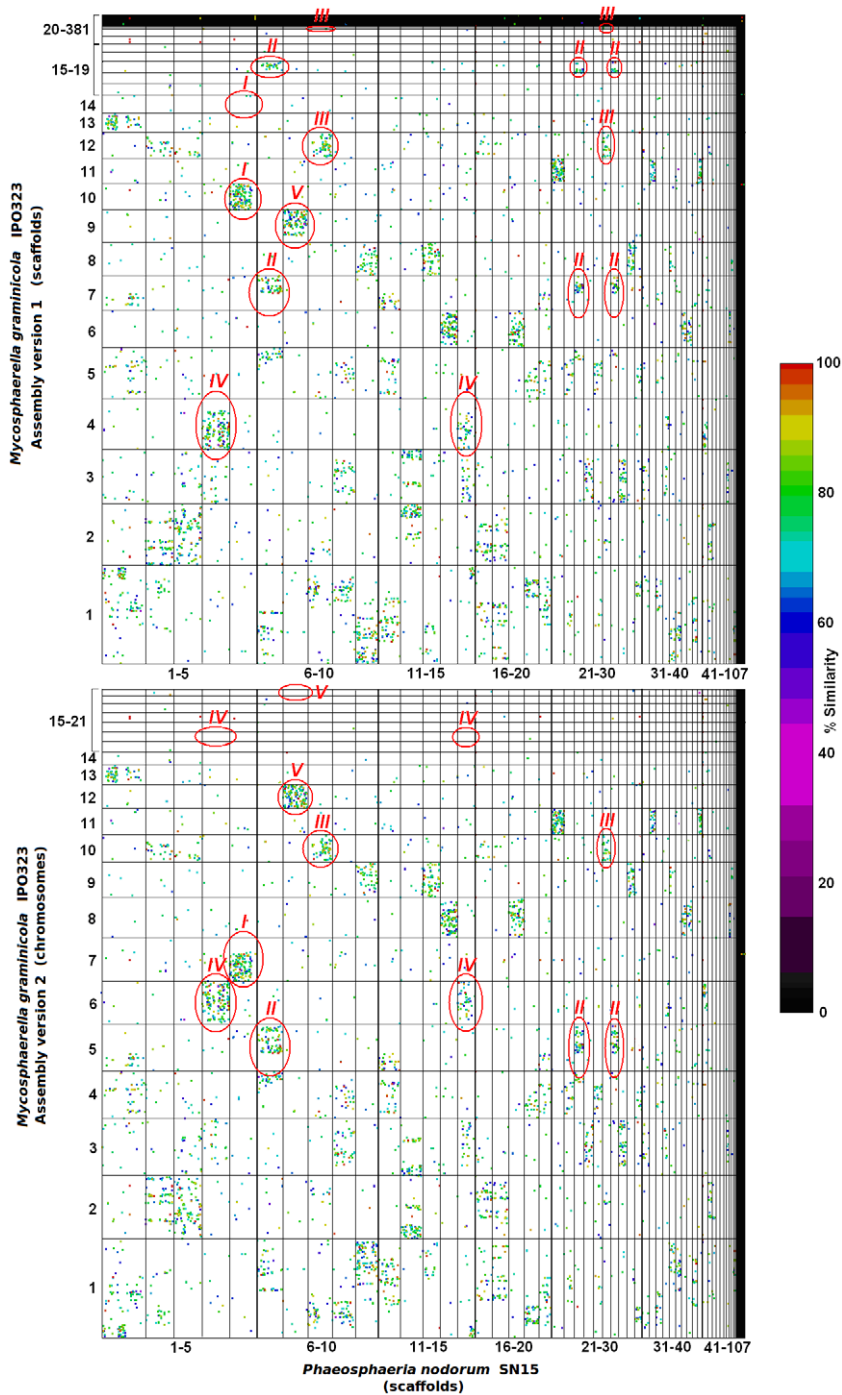 III III
20-381
II II II
15-19
I
14
III III
13
12
11
I V
10
9
8
II II II
7
6
5
IV IV
4
3
2
1
1-5 6-10 11-15 16-20 21-30 31-40 41-107
Mycosphaerella graminicola IPO323
Assembly version 1 (scaffolds)
100
80
60
40
20
0
% Similarity
V
IV IV
15-21
14
13
V
12
11
III III
10
9
8
I
7
IV IV
6
II II II
5
4
3
2
1
1-5 6-10 11-15 16-20 21-30 31-40 41-107
Mycosphaerella graminicola IPO323
Assembly version 2 (chromosomes)
Phaeosphaeria nodorum SN15
(scaffolds)